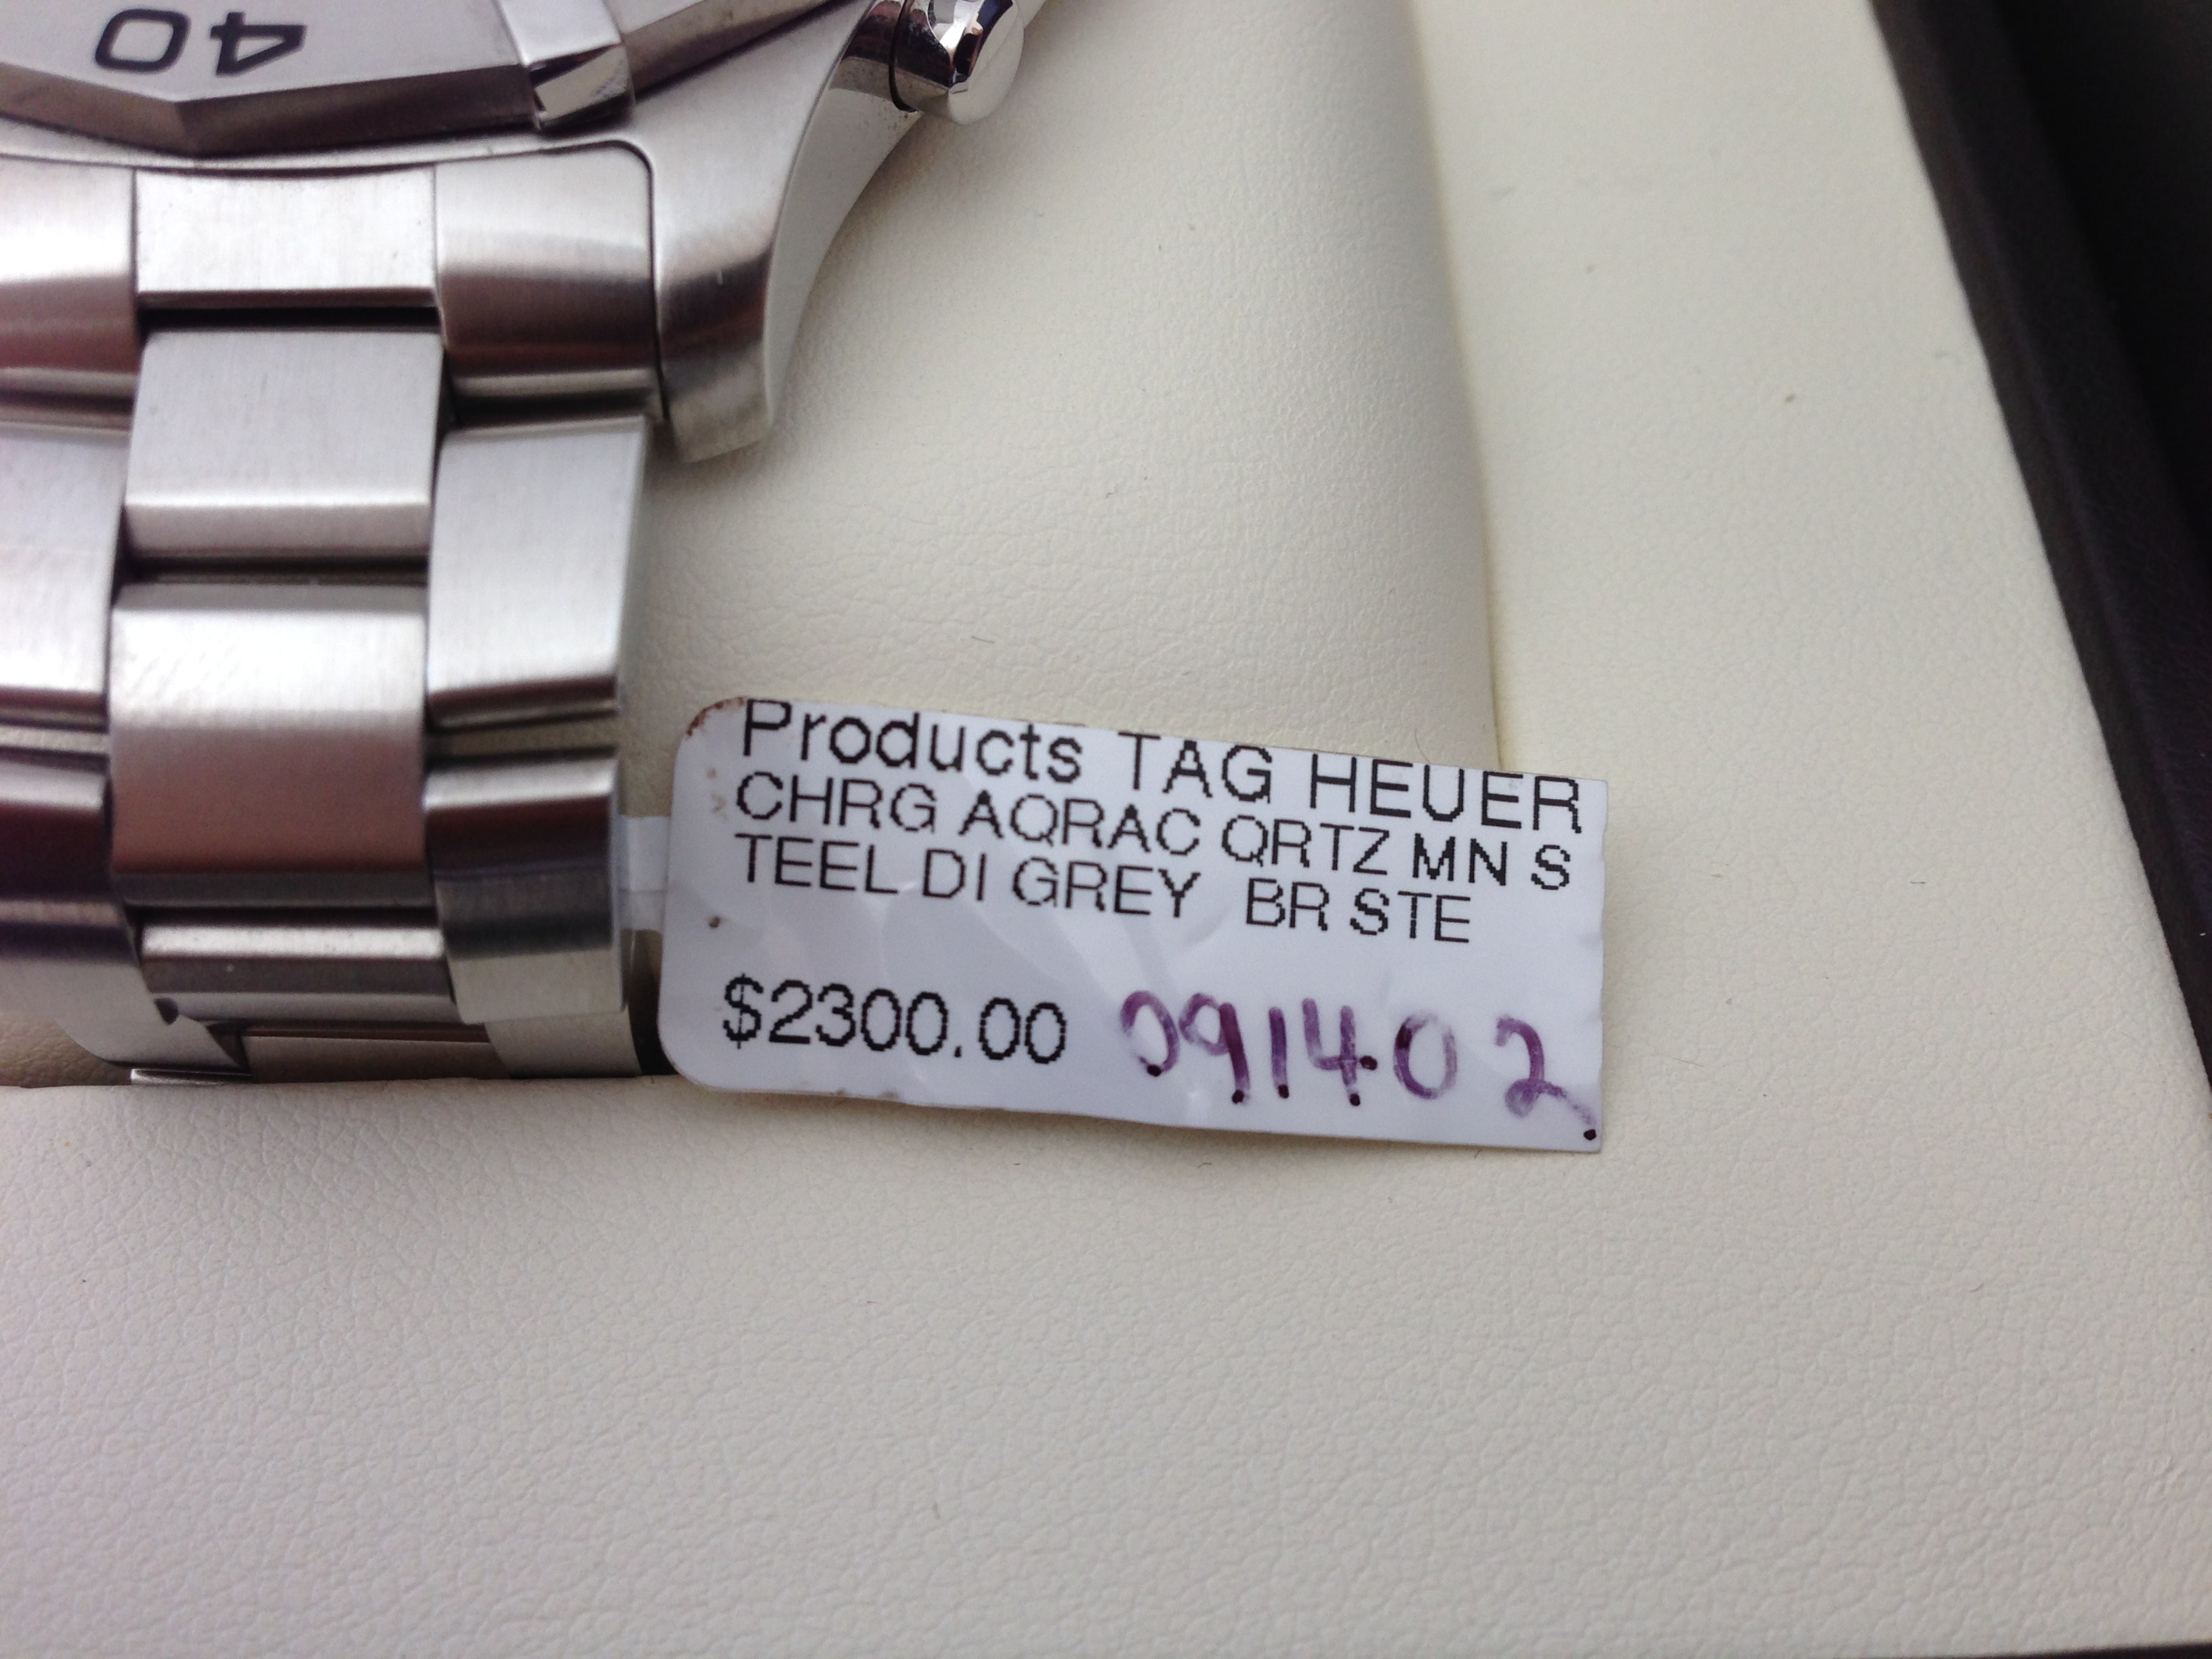 40
Products TAG HEUER
CHRG AQRAC QRTZ MN S
TEEL DI GREY BR STE
$2300.00 091402